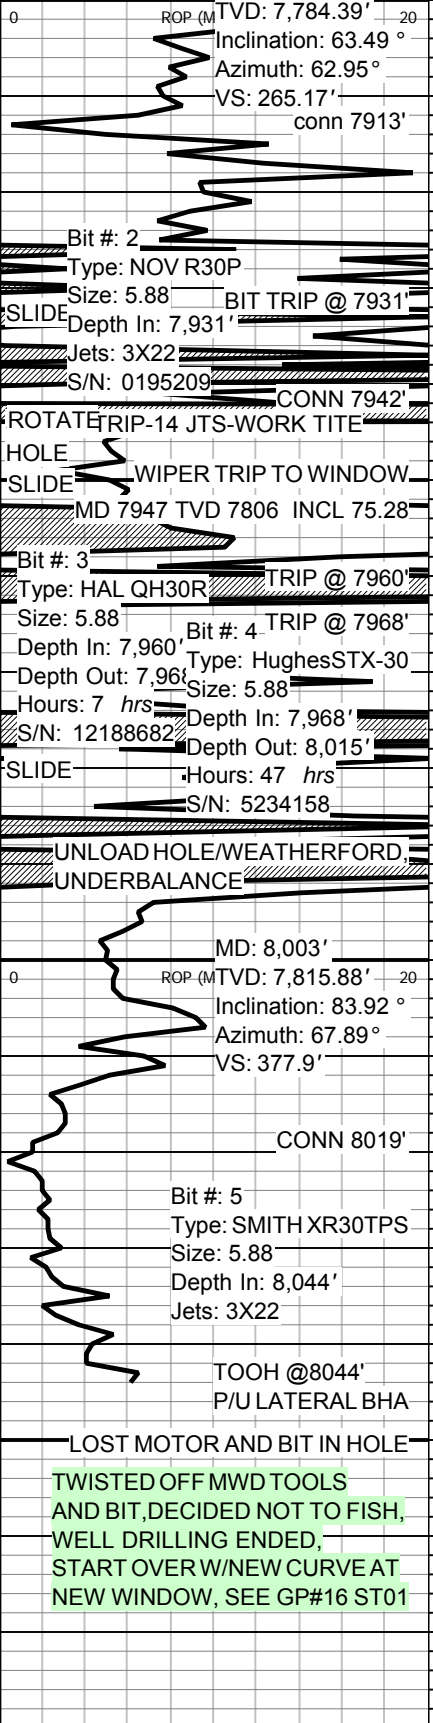 0 ROP (M 20
TVD: 7,784.39'
Inclination: 63.49 °
Azimuth: 62.95°
VS: 265.17'
conn 7913'
Bit #: 2
Type: NOV R30P
Size: 5.88
BIT TRIP @ 7931'
SLIDE
Depth In: 7,931'
Jets: 3X22
S/N: 0195209
CONN 7942'
ROTATE
TRIP-14 JTS-WORK TITE
HOLE
WIPER TRIP TO WINDOW
SLIDE
MD 7947 TVD 7806 INCL 75.28
Bit #: 3
Type: HAL QH30R
TRIP @ 7960'
Size: 5.88
TRIP @ 7968'
Depth In: 7,960'
Depth Out: 7,968
Hours: 7 hrs
S/N: 12188682
Bit #: 4
Type: HughesSTX-30
Size: 5.88
Depth In: 7,968'
Depth Out: 8,015'
Hours: 47 hrs
S/N: 5234158
SLIDE
UNLOAD HOLE/WEATHERFORD,
UNDERBALANCE
MD: 8,003'
0 ROP (M 20
TVD: 7,815.88'
Inclination: 83.92 °
Azimuth: 67.89°
VS: 377.9'
CONN 8019'
Bit #: 5
Type: SMITH XR30TPS
Size: 5.88
Depth In: 8,044'
Jets: 3X22
TOOH @8044'
P/U LATERAL BHA
LOST MOTOR AND BIT IN HOLE
TWISTED OFF MWD TOOLS
AND BIT,DECIDED NOT TO FISH,
WELL DRILLING ENDED,
START OVER W/NEW CURVE AT
NEW WINDOW, SEE GP#16 ST01